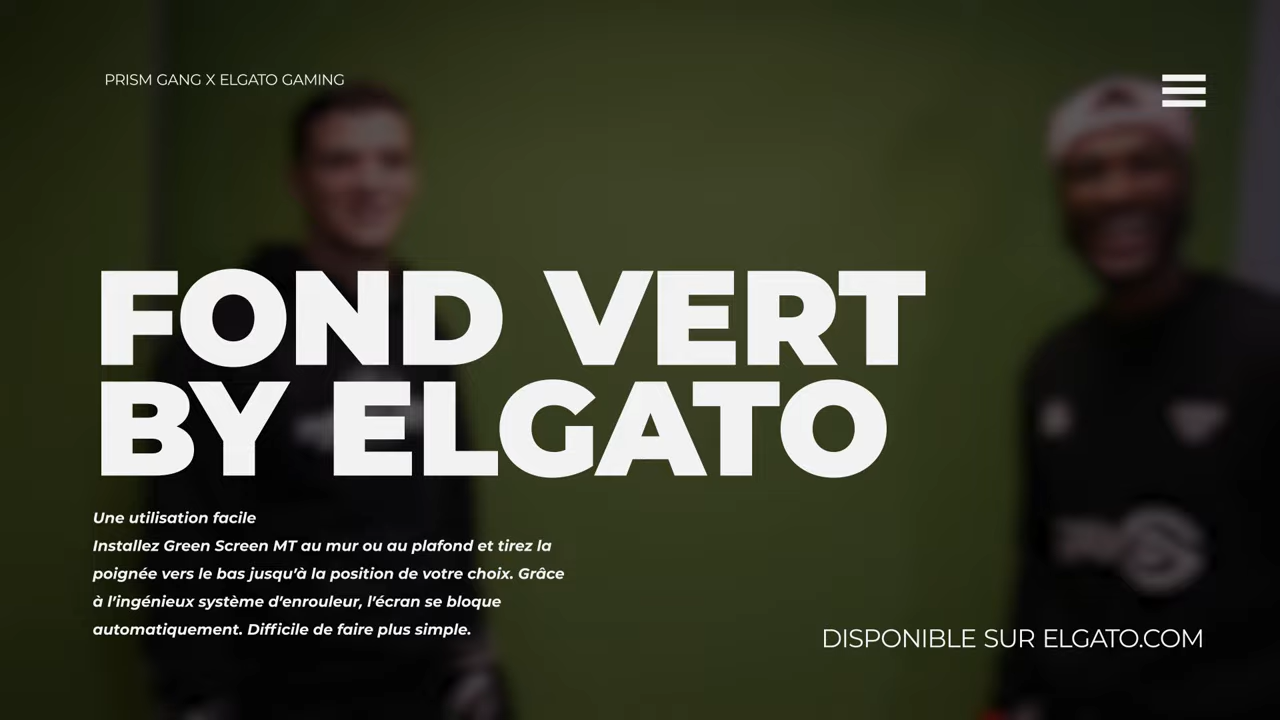 PRISM GANG X ELGATO GAMING
FOND VERT
BY ELGATO
Une utilisation facile
Installez Green Screen MT au mur ou au plafond et tirez la
poignée vers le bas jusqu'à la position de votre choix. Grâce
à l'ingénieux système d'enrouleur, l'écran se bloque
automatiquement. Difficile de faire plus simple.
DISPONIBLE SUR ELGATO.COM